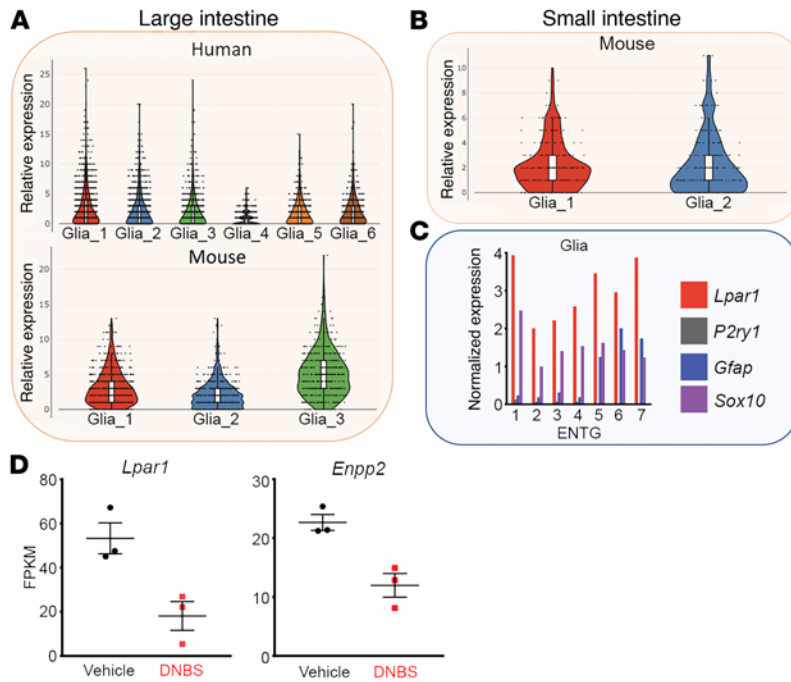 A Large intestine
Human
Relative expression
25
20
15
10
5
0
Glia_1 Glia_2 Glia_3 Glia_4 Glia_5 Glia_6
Mouse
Relative expression
20
15
10
5
0
Glia_1 Glia_2 Glia_3
B Small intestine
Mouse
Relative expression
10
8
6
4
2
0
Glia_1 Glia_2
C
Glia
Normalized expression
4
3
2
1
0
1 2 3 4 5 6 7
ENTG
Lpar1
P2ry1
Gfap
Sox10
D
Lpar1
FPKM
80
60
40
20
0
Vehicle DNBS
Enpp2
30
20
10
0
Vehicle DNBS